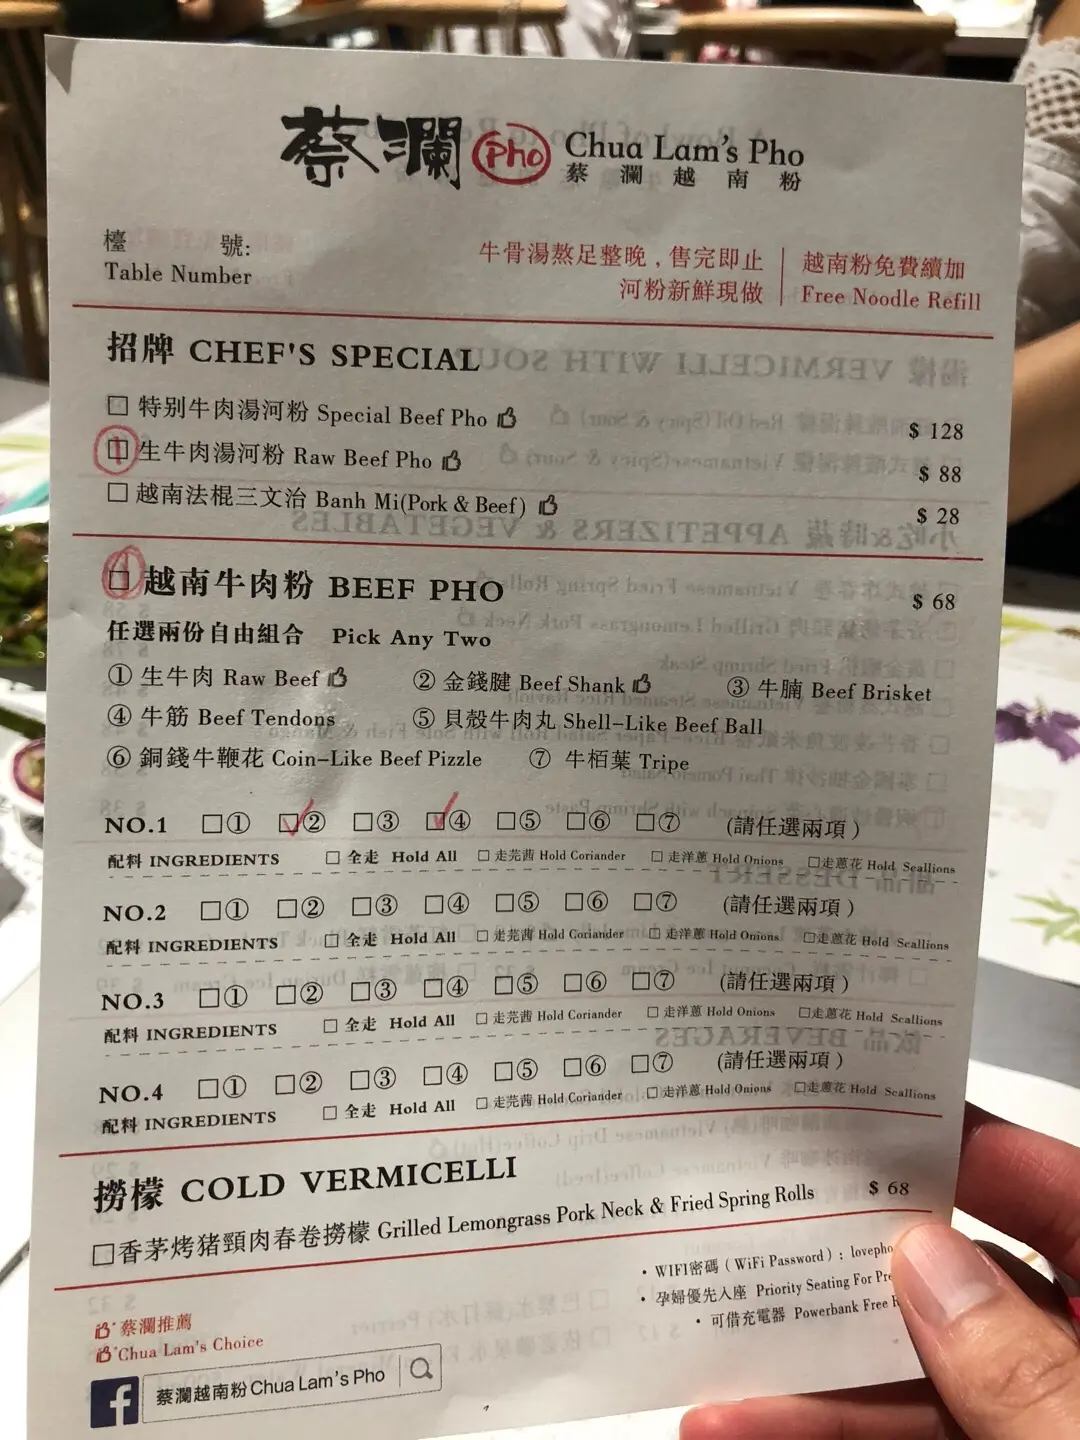 蔡瀾 Pho Chua Lam's Pho
蔡瀾越南粉
檯 號:
Table Number
牛骨湯熬足整晚，售完即止
河粉新鮮現做
越南粉免費續加
Free Noodle Refill
招牌 CHEF'S SPECIAL
□ 特別牛肉湯河粉 Special Beef Pho $ 128
□ 生牛肉湯河粉 Raw Beef Pho $ 88
□ 越南法棍三文治 Banh Mi(Pork & Beef) $ 28
□ 越南牛肉粉 BEEF PHO $ 68
任選兩份自由組合 Pick Any Two
① 生牛肉 Raw Beef ② 金錢腱 Beef Shank ③ 牛腩 Beef Brisket
④ 牛筋 Beef Tendons ⑤ 貝殼牛肉丸 Shell-Like Beef Ball
⑥ 銅錢牛鞭花 Coin-Like Beef Pizzle ⑦ 牛栢葉 Tripe
NO.1 □① □② □③ □④ □⑤ □⑥ □⑦ (請任選兩項)
配料 INGREDIENTS □ 全走 Hold All □ 走芫茜 Hold Coriander □ 走洋蔥 Hold Onions □走蔥花 Hold Scallions
NO.2 □① □② □③ □④ □⑤ □⑥ □⑦ (請任選兩項)
配料 INGREDIENTS □ 全走 Hold All □ 走芫茜 Hold Coriander □ 走洋蔥 Hold Onions □走蔥花 Hold Scallions
NO.3 □① □② □③ □④ □⑤ □⑥ □⑦ (請任選兩項)
配料 INGREDIENTS □ 全走 Hold All □ 走芫茜 Hold Coriander □ 走洋蔥 Hold Onions □走蔥花 Hold Scallions
NO.4 □① □② □③ □④ □⑤ □⑥ □⑦ (請任選兩項)
配料 INGREDIENTS □ 全走 Hold All □ 走芫茜 Hold Coriander □ 走洋蔥 Hold Onions □走蔥花 Hold Scallions
撈檬 COLD VERMICELLI
□香茅烤猪頸肉春卷撈檬 Grilled Lemongrass Pork Neck & Fried Spring Rolls $ 68
• WIFI密碼（WiFi Password）: lovepho
• 孕婦優先入座 Priority Seating For Pre
• 可借充電器 Powerbank Free R
蔡瀾推薦
Chua Lam's Choice
f 蔡瀾越南粉 Chua Lam's Pho